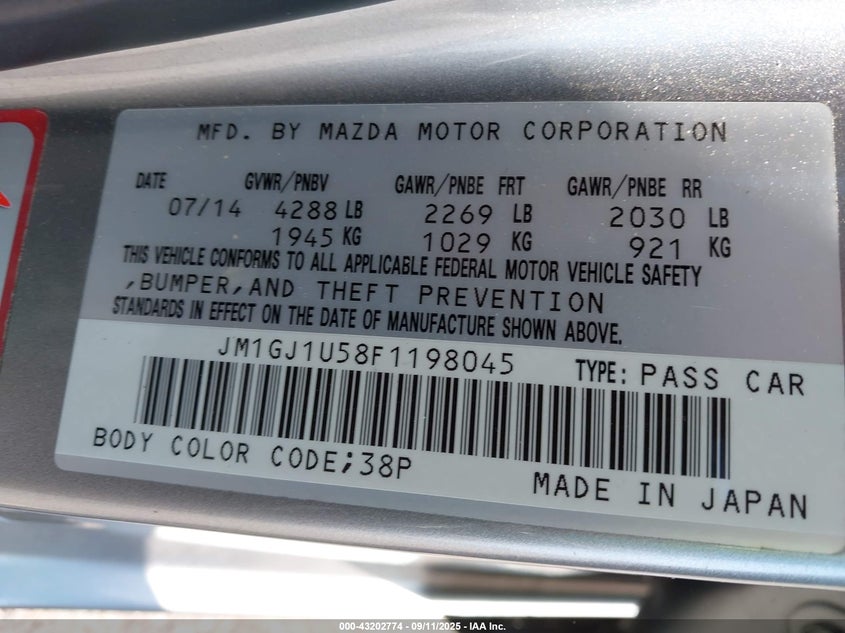 MFD. BY MAZDA MOTOR CORPORATION
DATE GVWR/PNBV GAWR/PNBE FRT GAWR/PNBE RR
07/14 4288 LB 2269 LB 2030 LB
1945 KG 1029 KG 921 KG
THIS VEHICLE CONFORMS TO ALL APPLICABLE FEDERAL MOTOR VEHICLE SAFETY
,BUMPER,AND THEFT PREVENTION
STANDARDS IN EFFECT ON THE DATE OF MANUFACTURE SHOWN ABOVE.
JM1GJ1U58F1198045 TYPE: PASS CAR
BODY COLOR CODE;38P
MADE IN JAPAN
000-43202774 - 09/11/2025 - IAA Inc.